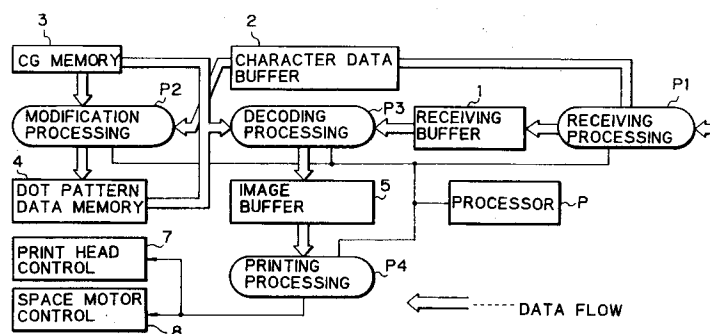 3
CG MEMORY
2
CHARACTER DATA
BUFFER
P1
RECEIVING
PROCESSING
1
RECEIVING
BUFFER
P3
DECODING
PROCESSING
P2
MODIFICATION
PROCESSING
4
DOT PATTERN
DATA MEMORY
5
IMAGE
BUFFER
PROCESSOR
P
7
PRINT HEAD
CONTROL
PRINTING
PROCESSING
P4
SPACE MOTOR
CONTROL
8
DATA FLOW